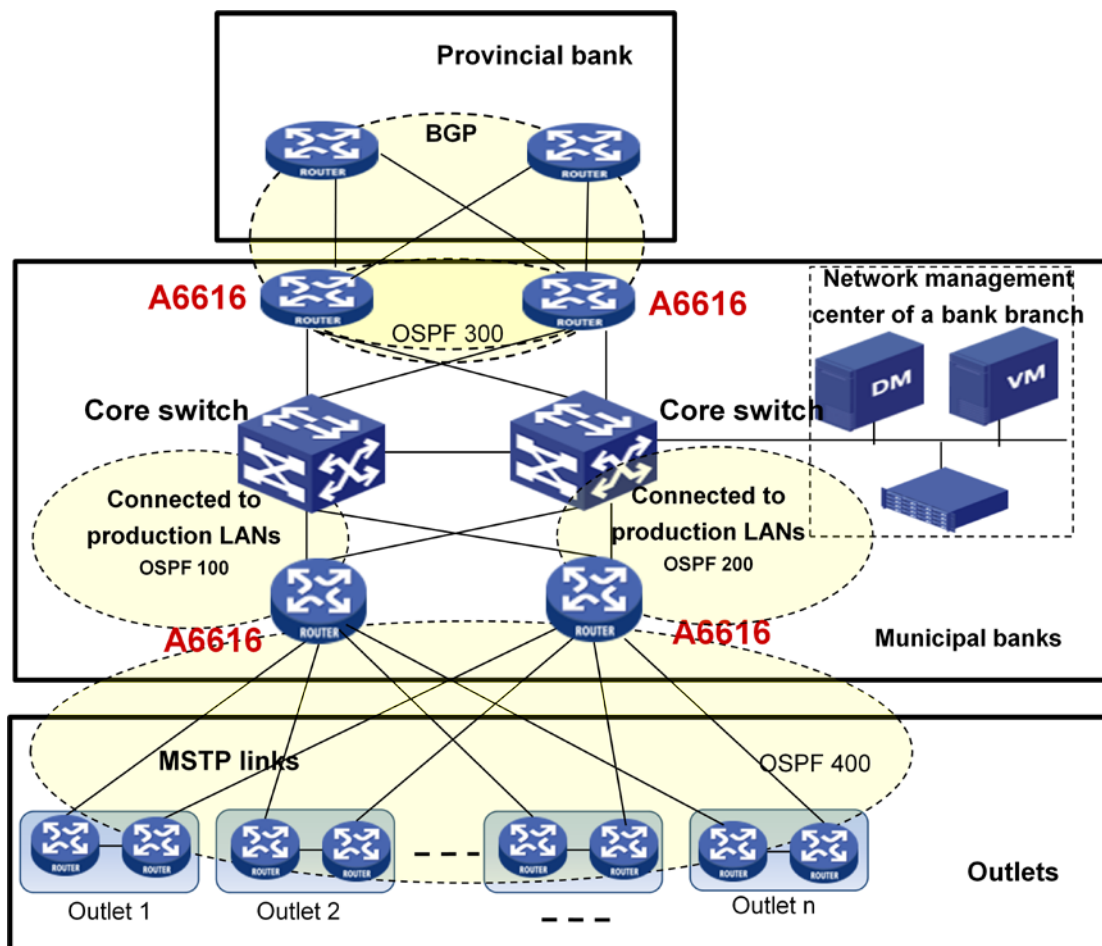 Provincial bank
BGP
ROUTER
ROUTER
A6616
ROUTER
ROUTER
A6616
OSPF 300
Network management
center of a bank branch
DM
VM
Core switch
Core switch
Connected to
production LANs
OSPF 100
Connected to
production LANs
OSPF 200
A6616
ROUTER
ROUTER
A6616
Municipal banks
MSTP links
OSPF 400
ROUTER
ROUTER
ROUTER
ROUTER
ROUTER
ROUTER
ROUTER
ROUTER
Outlets
Outlet 1
Outlet 2
Outlet n